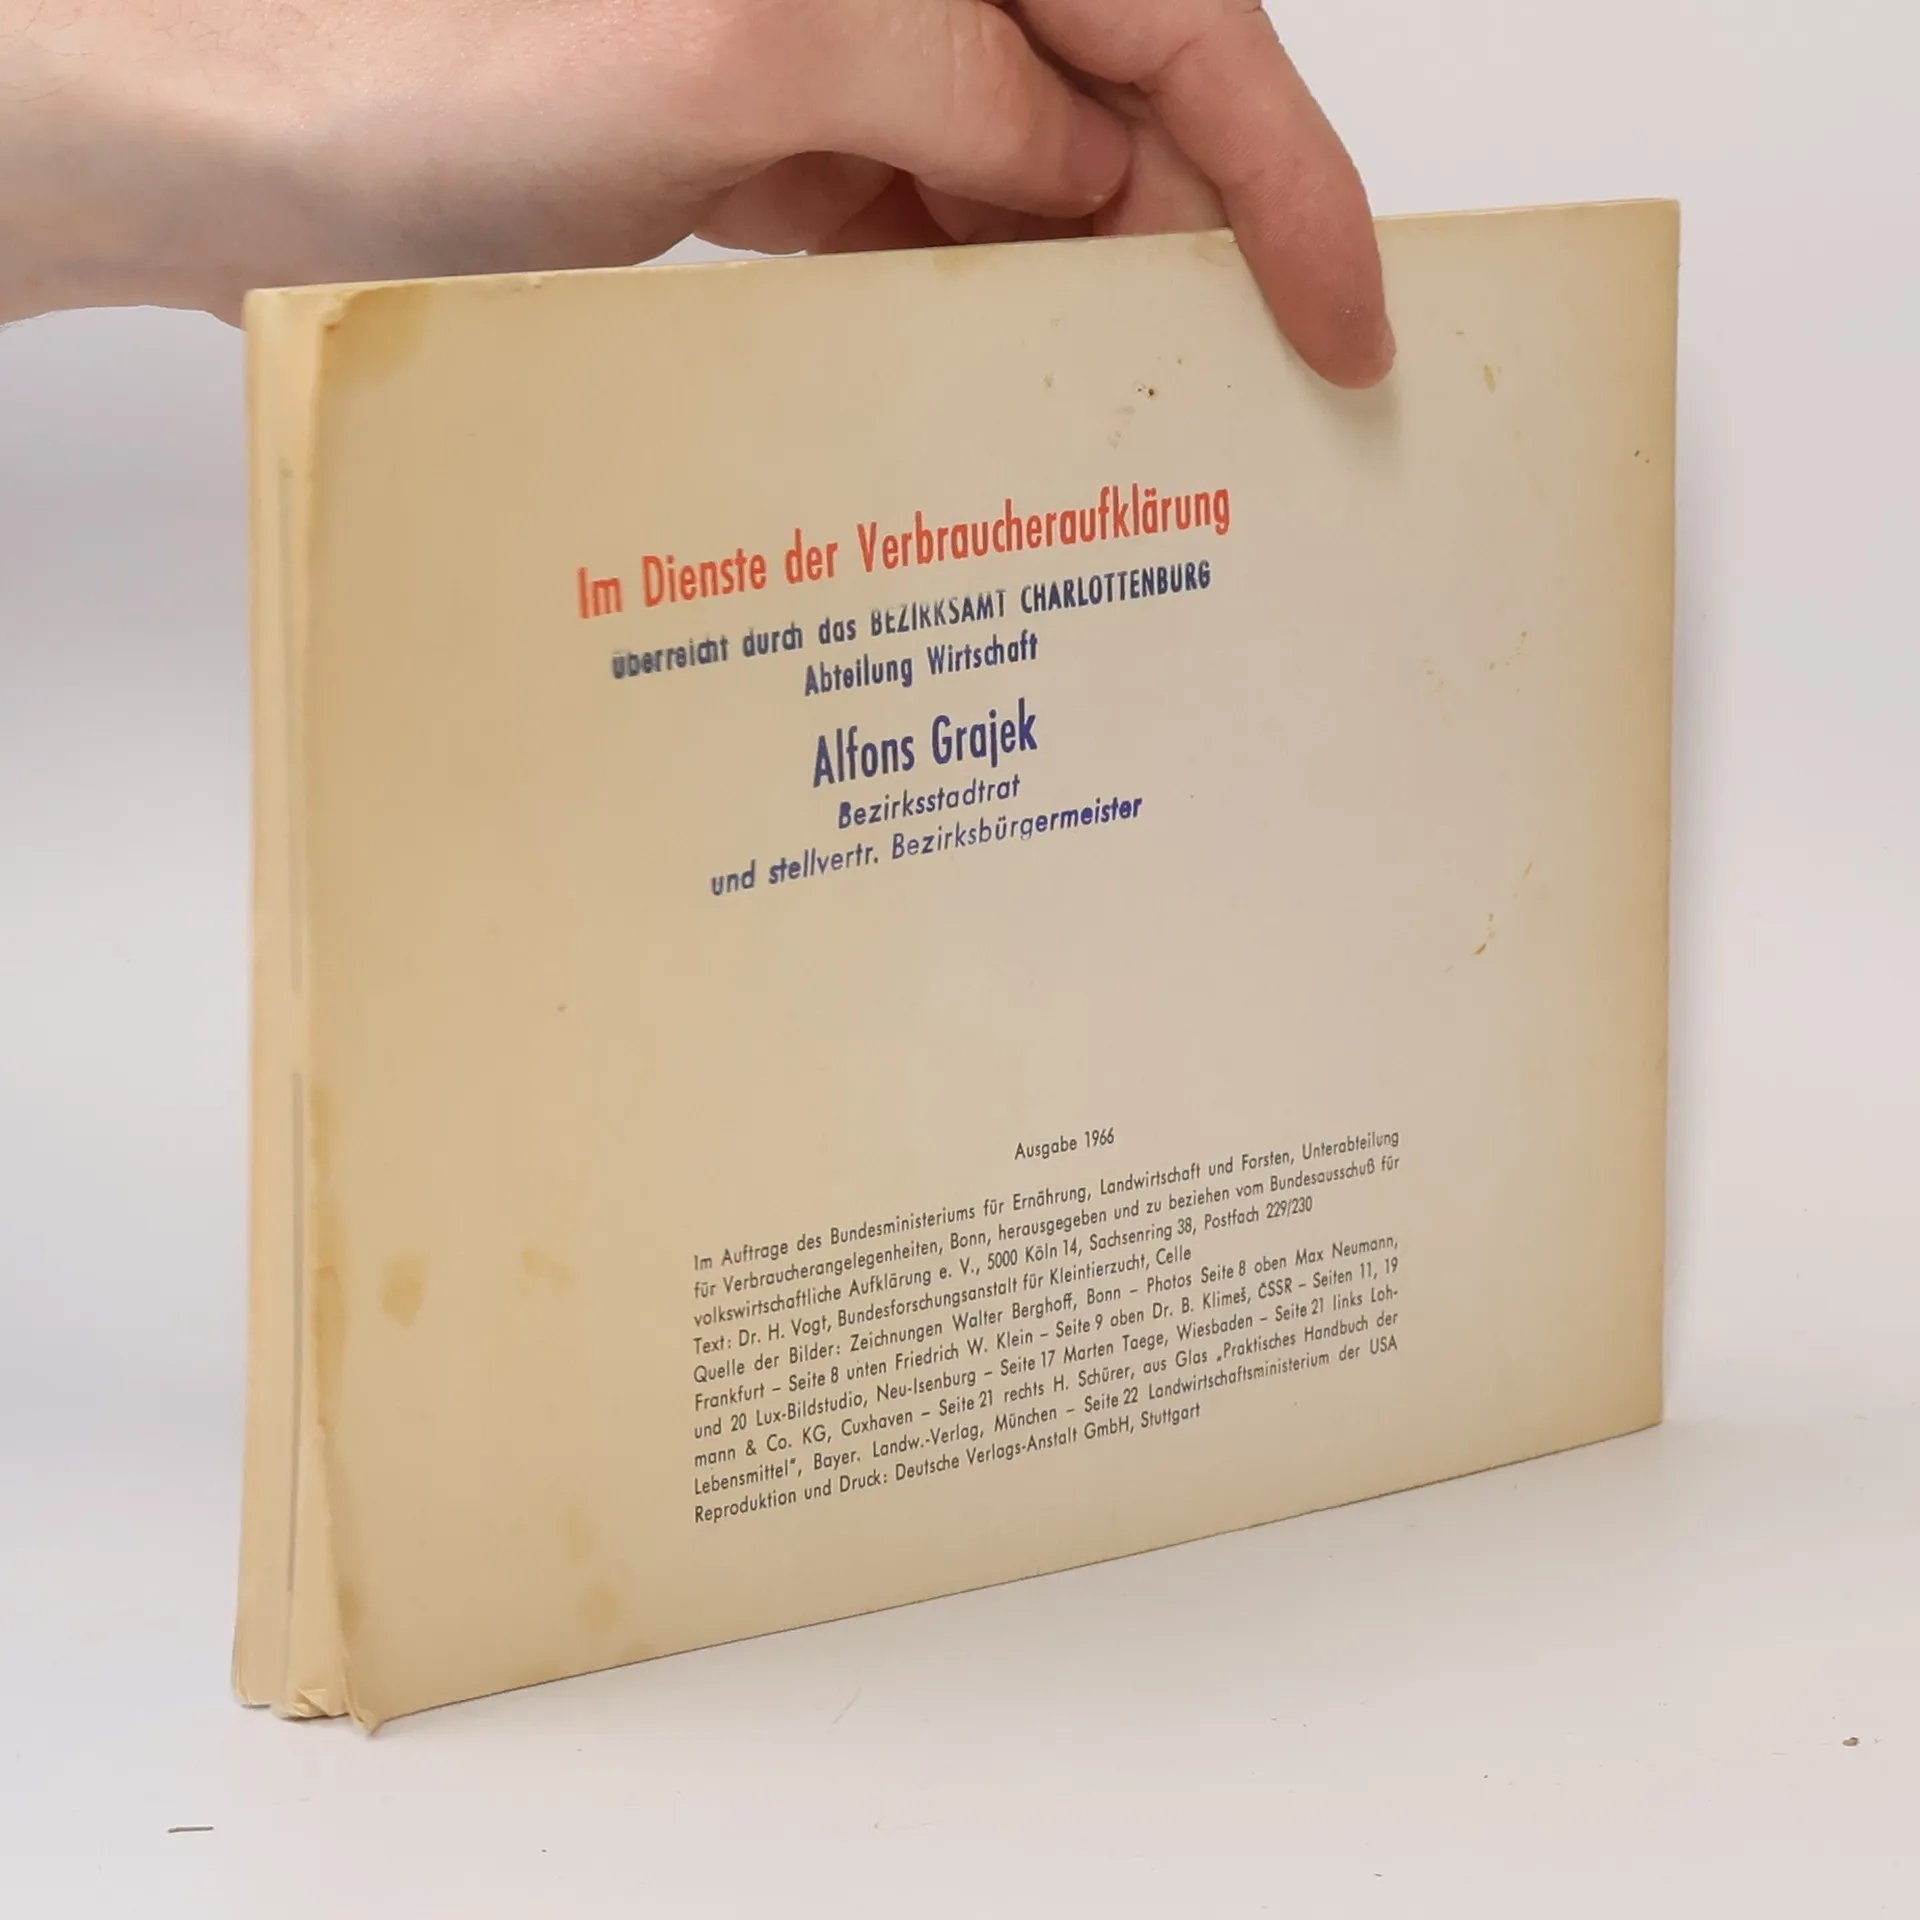 Im Dienste der Verbraucheraufklärung
überreicht durch das BEZIRKSAMT CHARLOTTENBURG
Abteilung Wirtschaft
Alfons Grajek
Bezirksstadtrat
und stellvertr. Bezirksbürgermeister
Ausgabe 1966
Im Auftrage des Bundesministeriums für Ernährung, Landwirtschaft und Forsten, Unterabteilung
für Verbraucherangelegenheiten, Bonn, herausgegeben und zu beziehen vom Bundesausschuß für
volkswirtschaftliche Aufklärung e. V., 5000 Köln 14, Sachsenring 38, Postfach 229/230
Text: Dr. H. Vogt, Bundesforschungsanstalt für Kleintierzucht, Celle
Quelle der Bilder: Zeichnungen Walter Berghoff, Bonn – Photos Seite 8 oben Max Neumann,
Frankfurt – Seite 8 unten Friedrich W. Klein – Seite 9 oben Dr. B. Klimeš, ČSSR – Seiten 11, 19
und 20 Lux-Bildstudio, Neu-Isenburg – Seite 17 Marten Taege, Wiesbaden – Seite 21 links Loh-
mann & Co. KG, Cuxhaven – Seite 21 rechts H. Schürer, aus Glas „Praktisches Handbuch der
Lebensmittel“, Bayer. Landw.-Verlag, München – Seite 22 Landwirtschaftsministerium der USA
Reproduktion und Druck: Deutsche Verlags-Anstalt GmbH, Stuttgart